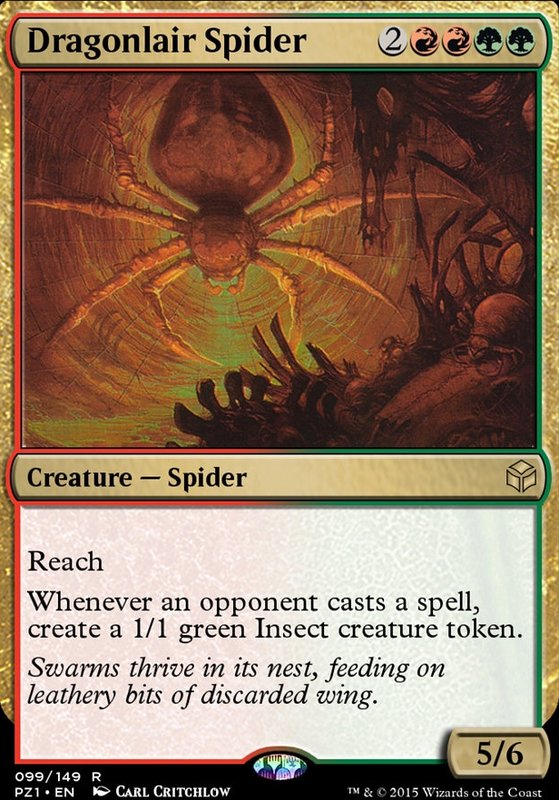 Dragonlair Spider 2
Creature — Spider
Reach
Whenever an opponent casts a spell,
create a 1/1 green Insect creature token.
Swarms thrive in its nest, feeding on
leathery bits of discarded wing.
5/6
099/149 R
PZ1 • EN Carl Critchlow
™ & © 2015 Wizards of the Coast